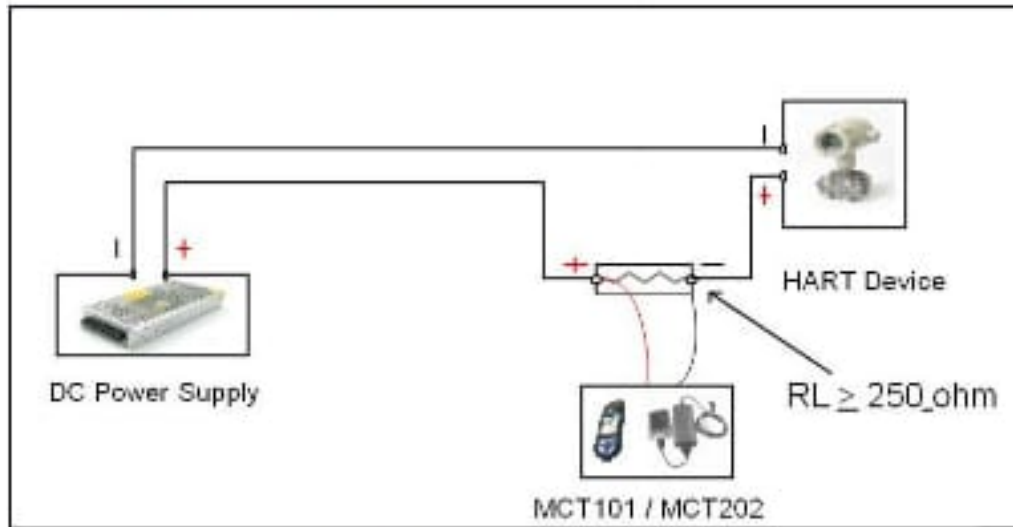 HART Device
DC Power Supply
RL ≥ 250_ohm
MCT101 / MCT202